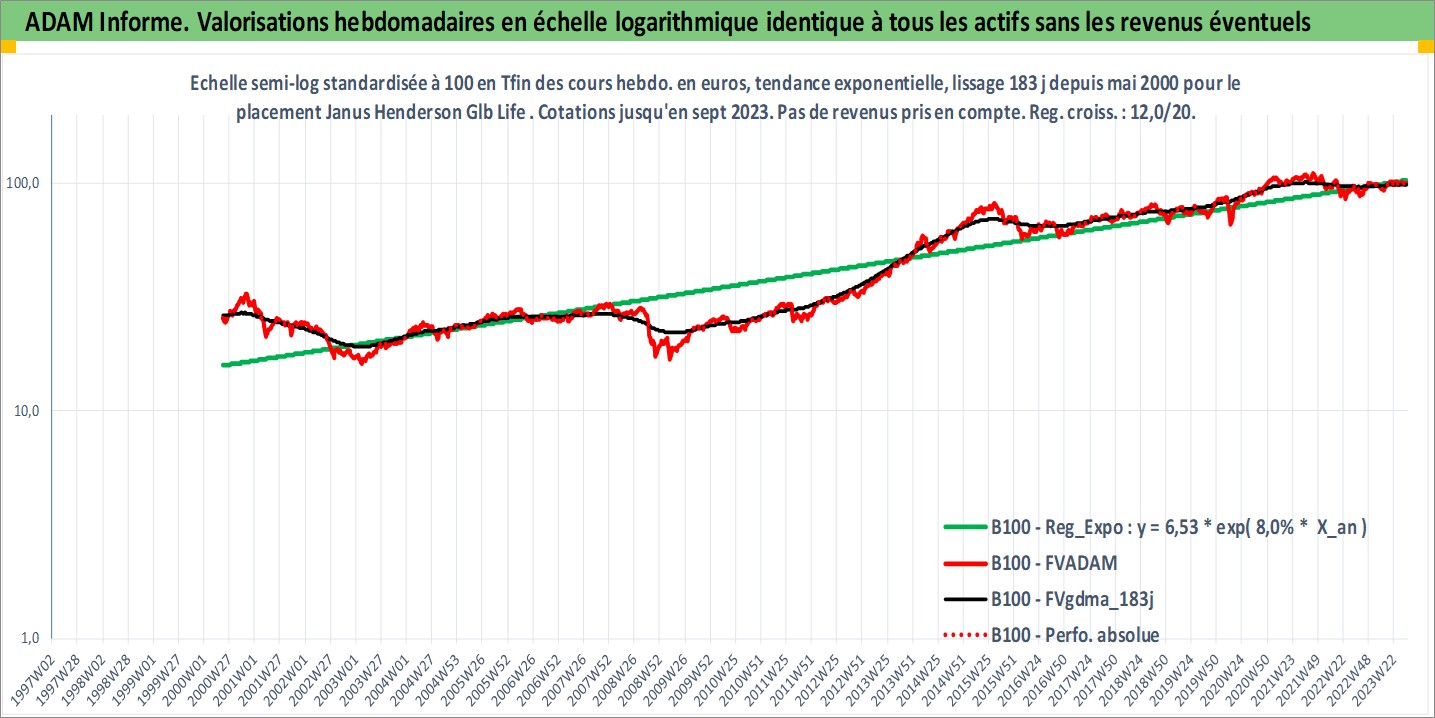 ADAM Informe. Valorisations hebdomadaires en échelle logarithmique identique à tous les actifs sans les revenus éventuels
Echelle semi-log standardisée à 100 en Tfin des cours hebdo. en euros, tendance exponentielle, lissage 183 j depuis mai 2000 pour le
placement Janus Henderson Glb Life . Cotations jusqu'en sept 2023. Pas de revenus pris en compte. Reg. croiss. : 12,0/20.
100,0
10,0
1,0
B100 - Reg_Expo : y = 6,53 * exp( 8,0% * X_an )
B100 - FVADAM
B100 - FVgdma_183j
B100 - Perfo. absolue
1997W02
1997W28
1998W02
1998W28
1999W01
1999W27
2000W01
2000W27
2001W01
2001W27
2002W01
2002W27
2003W01
2003W27
2004W01
2004W27
2004W53
2005W26
2005W52
2006W26
2006W52
2007W26
2007W52
2008W26
2008W52
2009W26
2009W52
2010W25
2010W51
2011W25
2011W51
2012W25
2012W51
2013W25
2013W51
2014W25
2014W51
2015W25
2015W51
2016W24
2016W50
2017W24
2017W50
2018W24
2018W50
2019W24
2019W50
2020W24
2020W50
2021W23
2021W49
2022W22
2022W48
2023W22